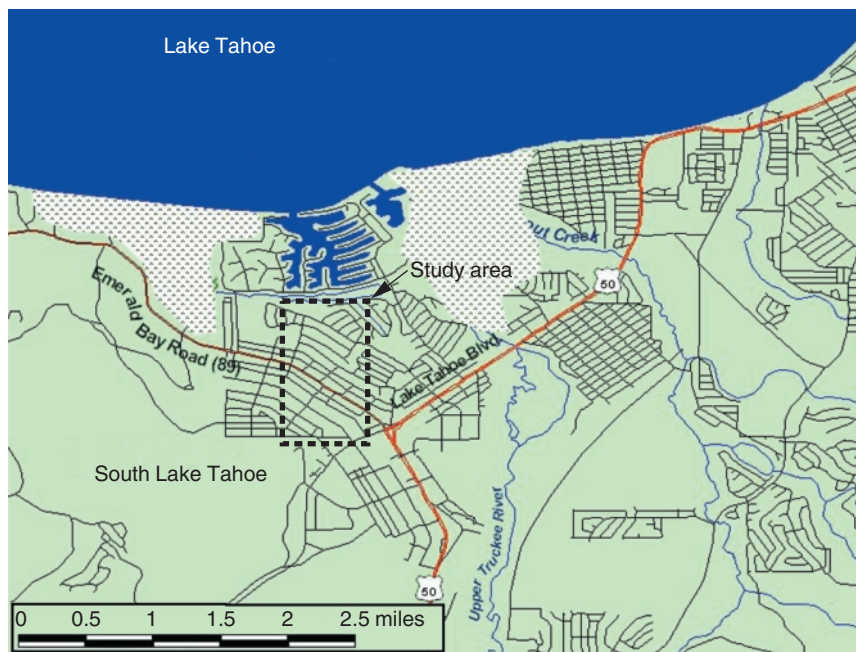 Lake Tahoe
Study area
Creek
50
Emerald Bay Road (89)
Lake Tahoe Blvd.
South Lake Tahoe
Upper Truckee River
50
0 0.5 1 1.5 2 2.5 miles